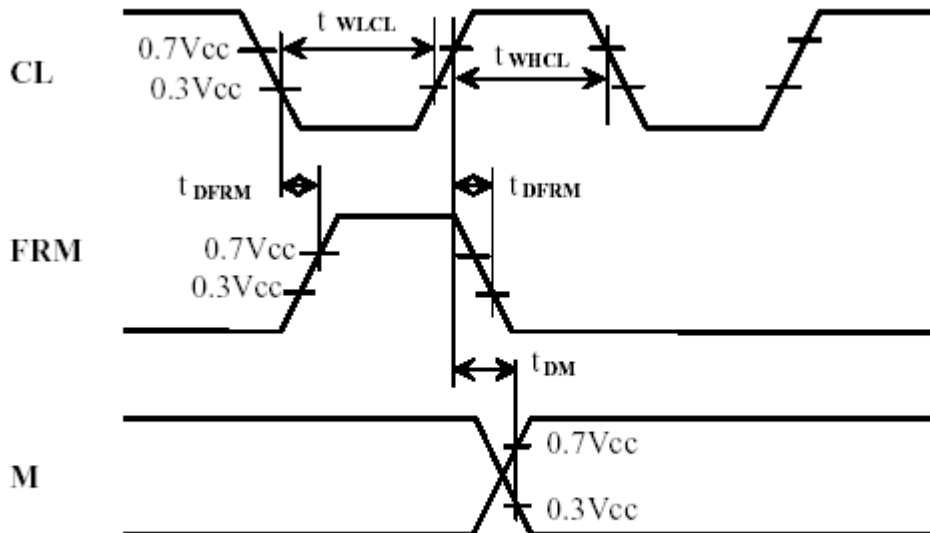 t WLCL
0.7Vcc
t WHCL
CL
0.3Vcc
t DFRM
t DFRM
FRM
0.7Vcc
0.3Vcc
t DM
0.7Vcc
M
0.3Vcc